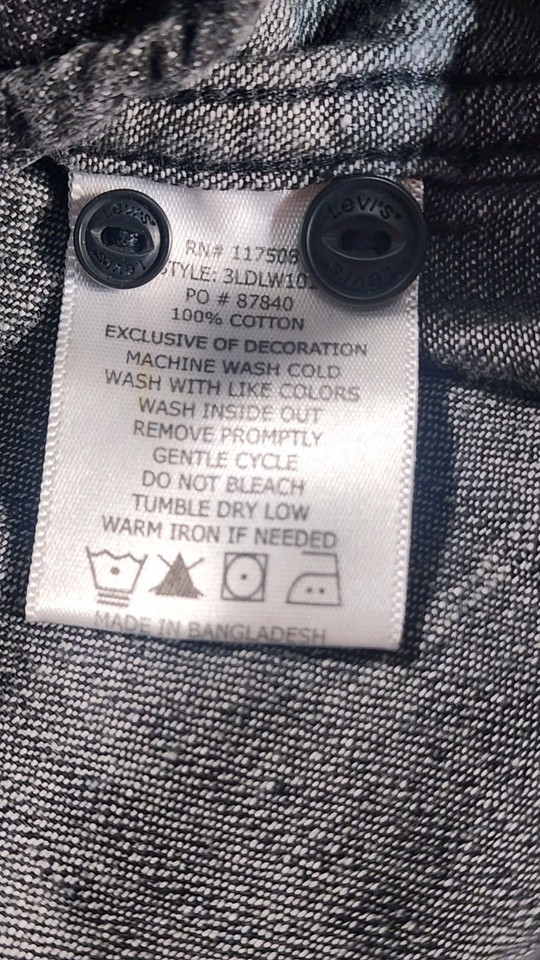 Levi's
Levi's
Levi's
RN# 117506
STYLE: 3LDLW10
PO # 87840
100% COTTON
EXCLUSIVE OF DECORATION
MACHINE WASH COLD
WASH WITH LIKE COLORS
WASH INSIDE OUT
REMOVE PROMPTLY
GENTLE CYCLE
DO NOT BLEACH
TUMBLE DRY LOW
WARM IRON IF NEEDED
MADE IN BANGLADESH